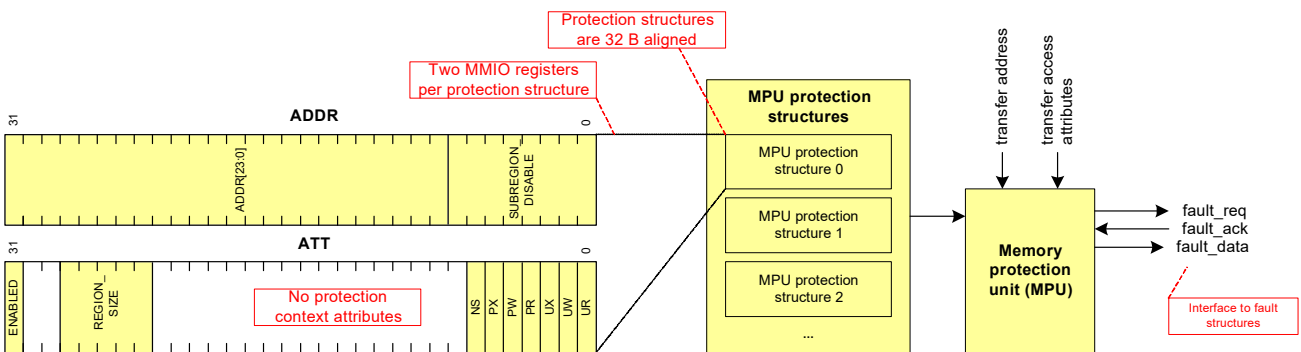 Protection structures
are 32 B aligned
Two MMIO registers
per protection structure
ADDR
31
0
ADDR[23:0]
SUBREGION_
DISABLE
ATT
31
0
ENABLED
REGION_
SIZE
No protection
context attributes
NS
PX
PW
PR
UX
UW
UR
MPU protection
structures
MPU protection
structure 0
MPU protection
structure 1
MPU protection
structure 2
...
transfer address
transfer access
attributes
Memory
protection
unit (MPU)
fault_req
fault_ack
fault_data
Interface to fault
structures